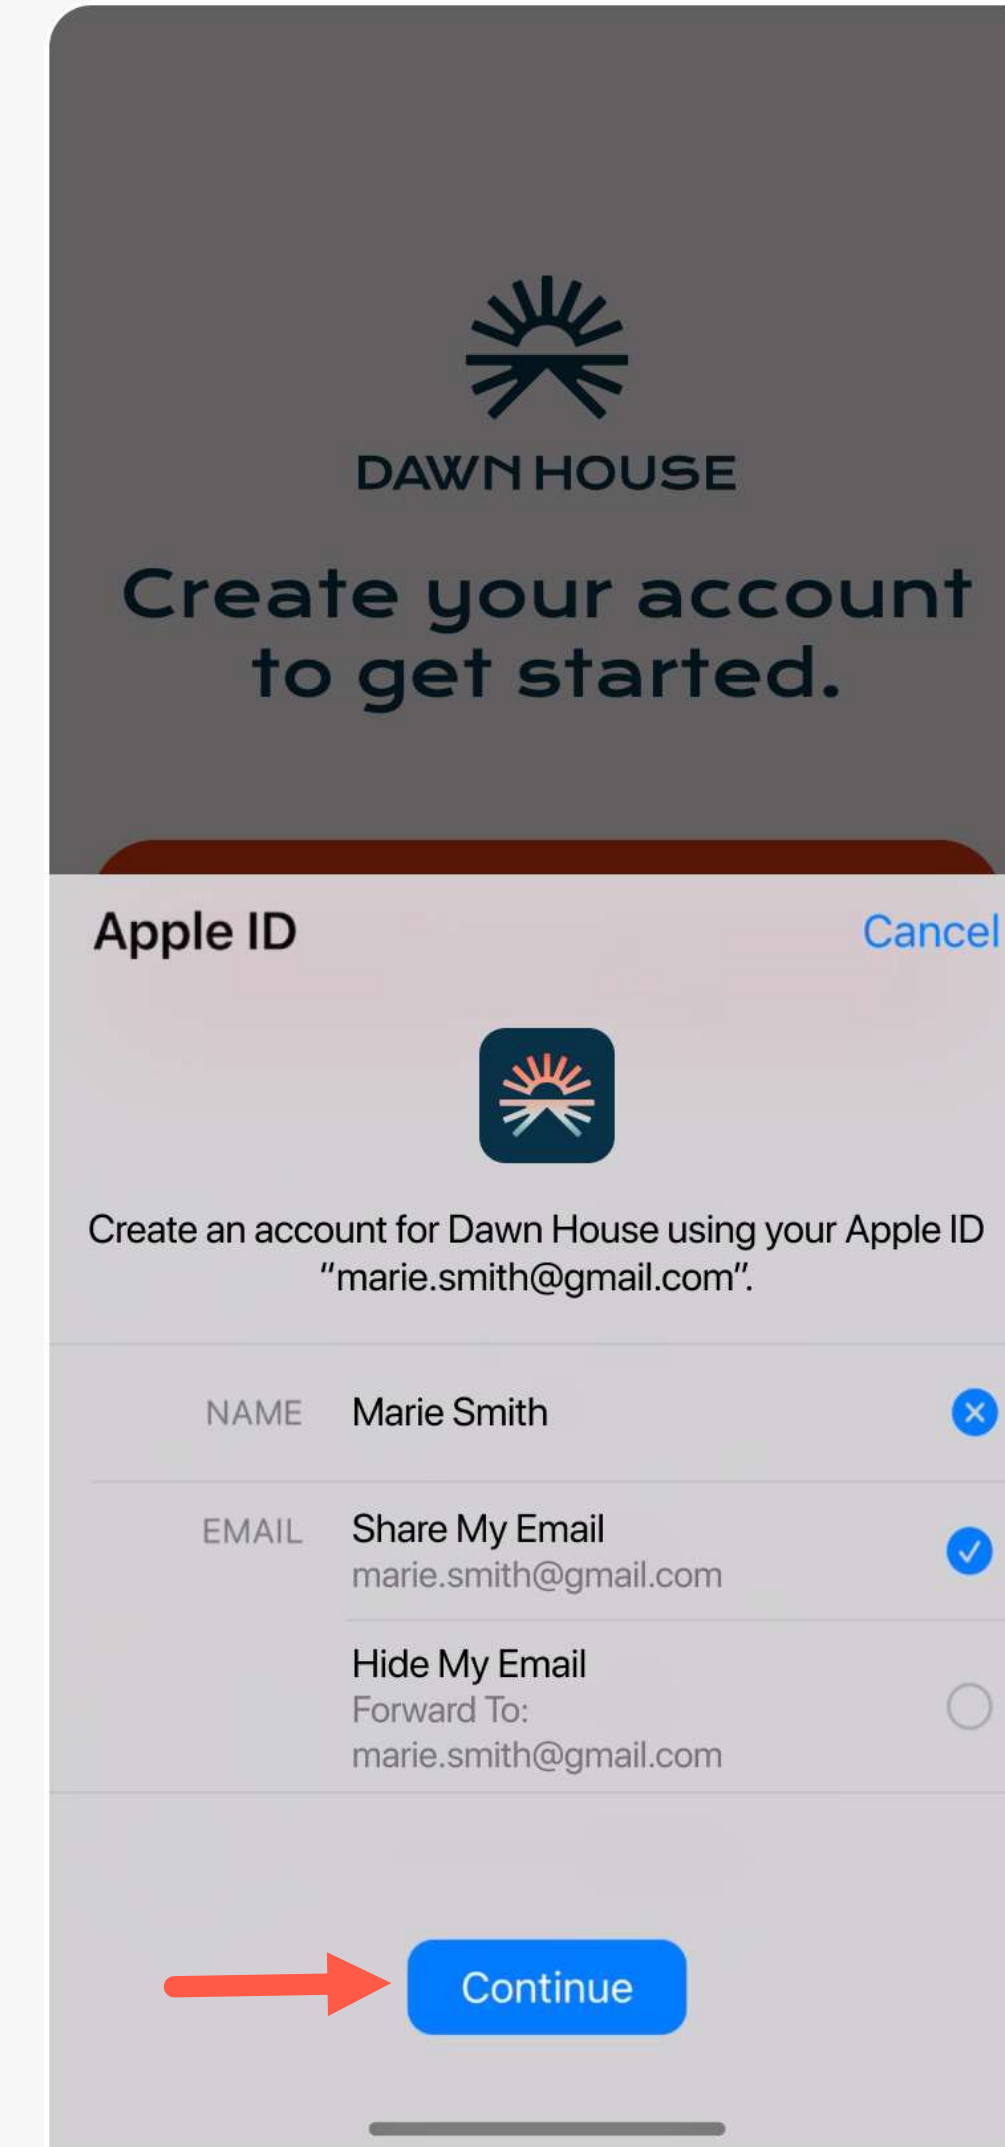 DAWN HOUSE
Create your account
to get started.
Apple ID
Cancel
Create an account for Dawn House using your Apple ID
“marie.smith@gmail.com”.
NAME
Marie Smith
EMAIL
Share My Email
marie.smith@gmail.com
Hide My Email
Forward To:
marie.smith@gmail.com
Continue